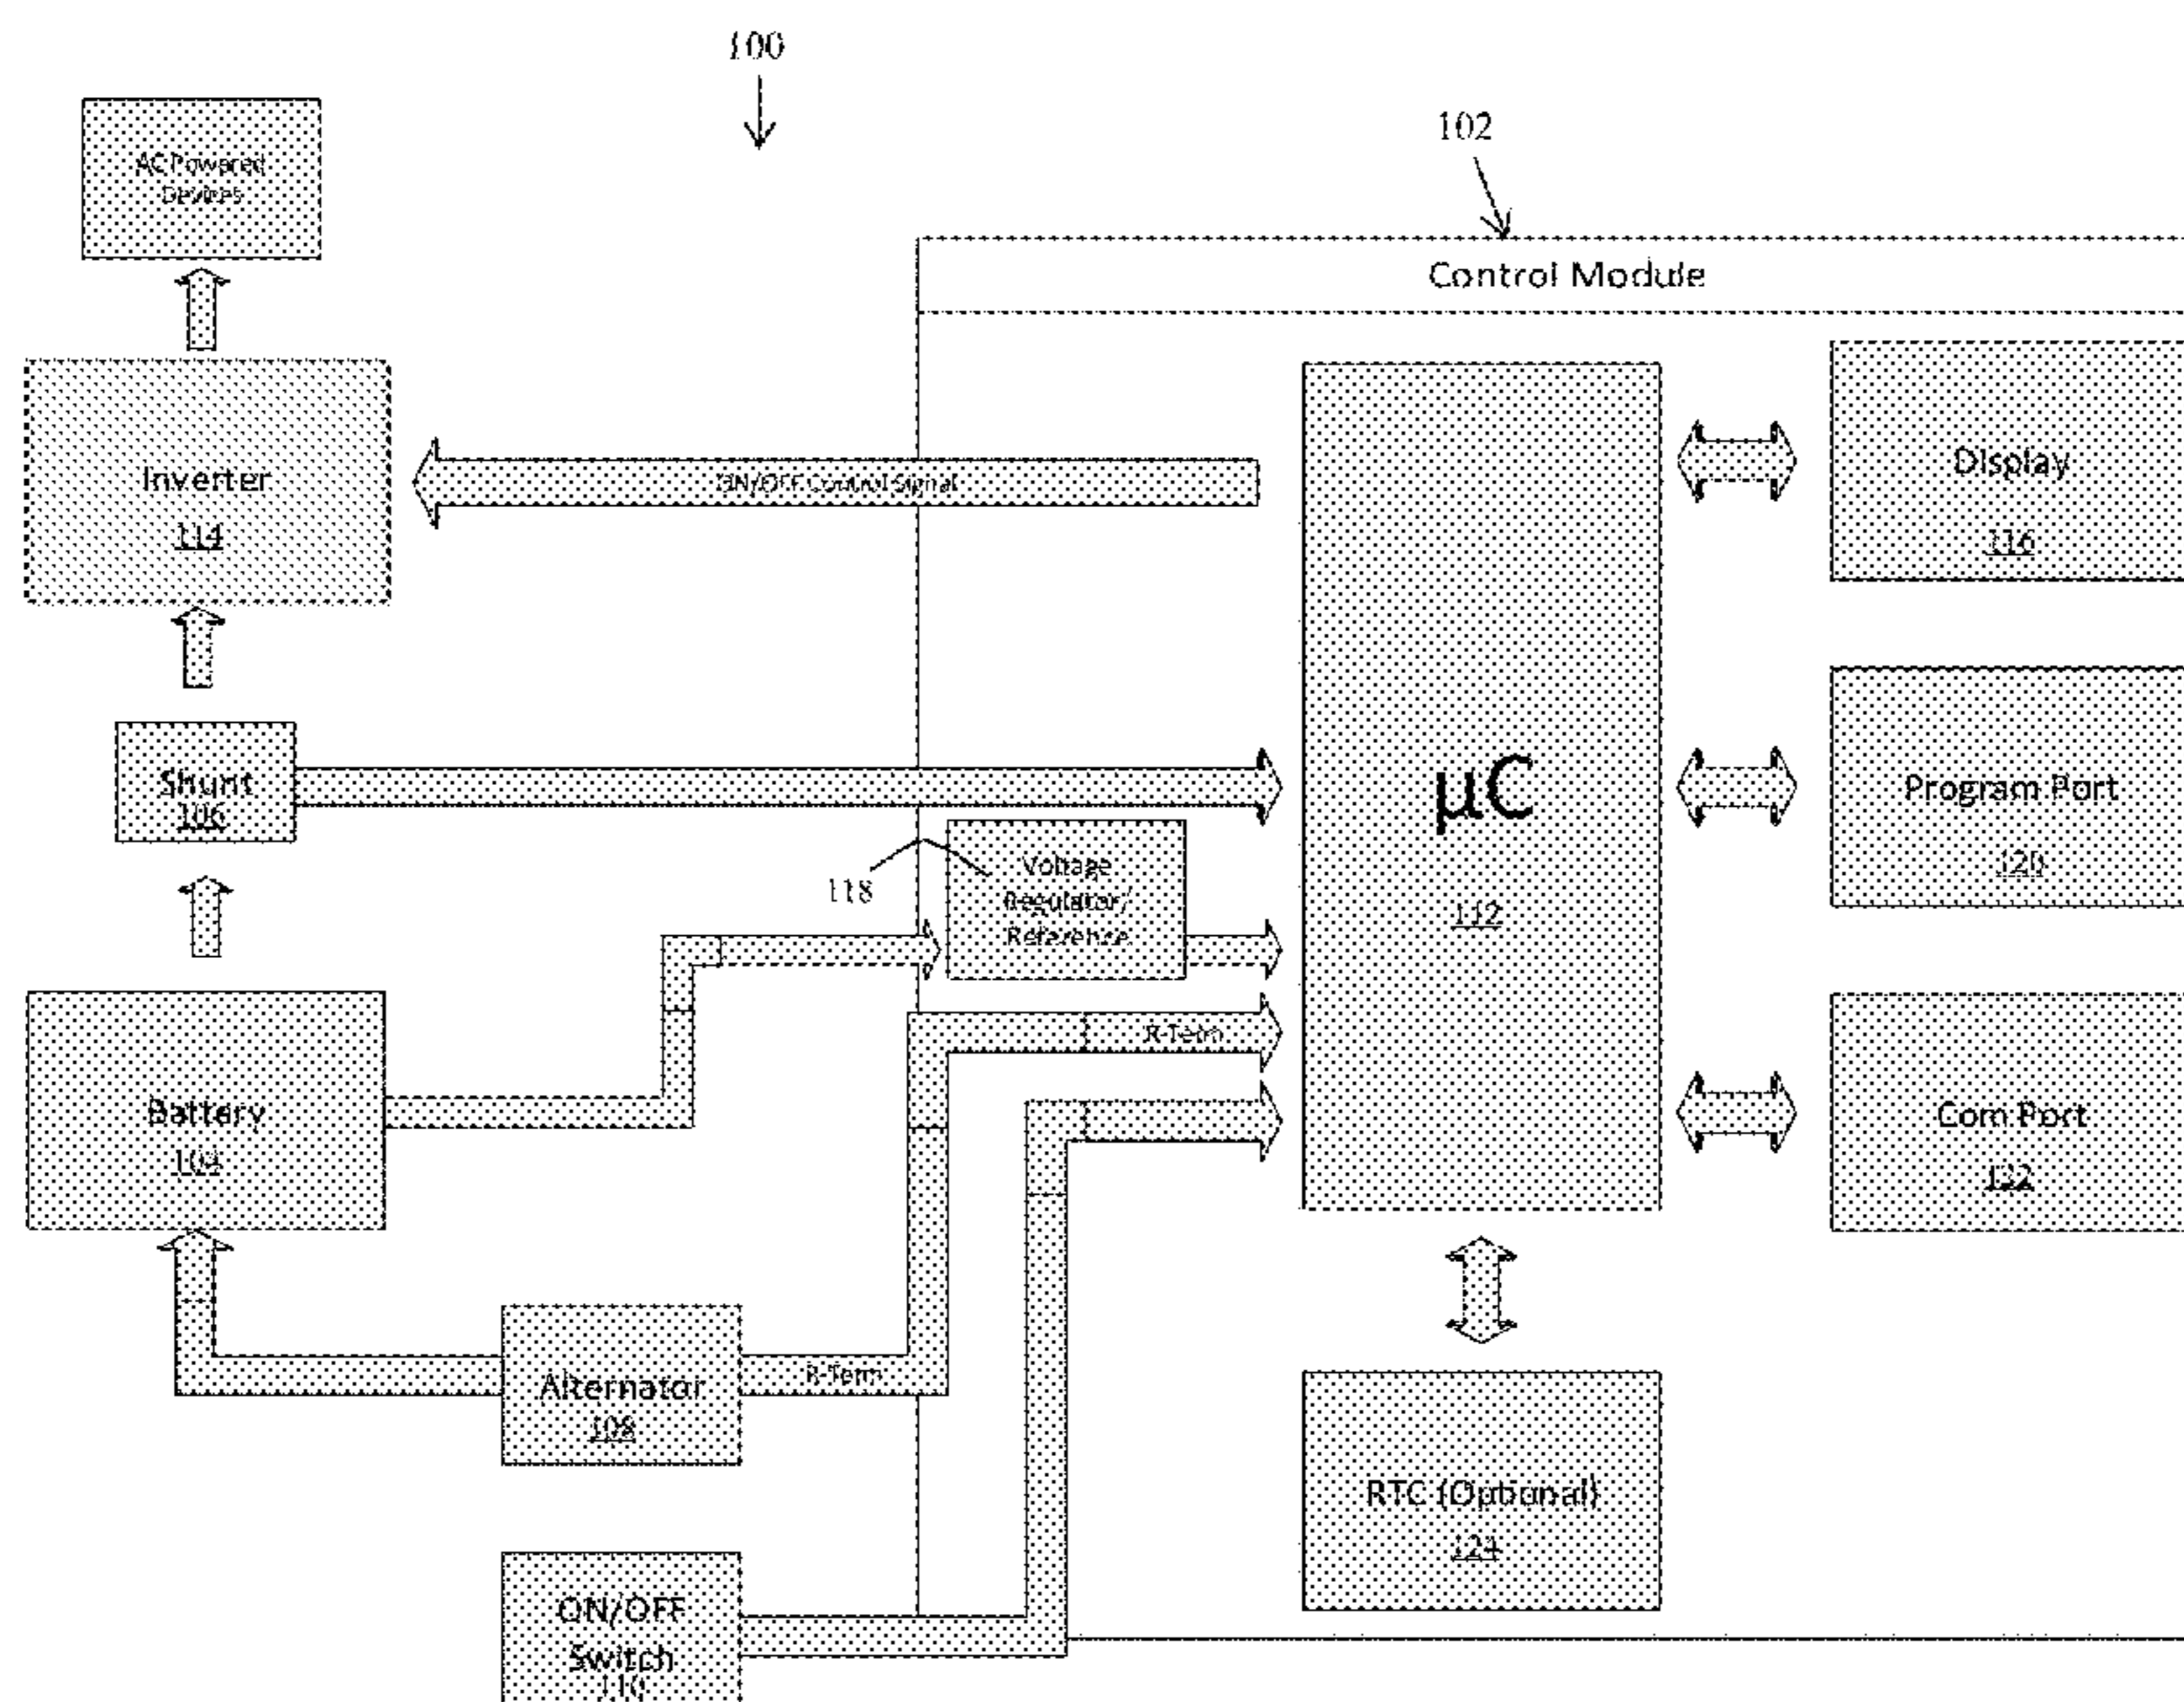 100
102
AC Powered
Devices
Control Module
Inverter
114
ON/OFF Control Signal
Display
116
Shunt
106
µC
112
Program Port
120
118
Voltage
Regulator/
Reference
R-Term
Battery
104
Com Port
122
Alternator
108
R-Term
RTC (Optional)
124
ON/OFF
Switch
110